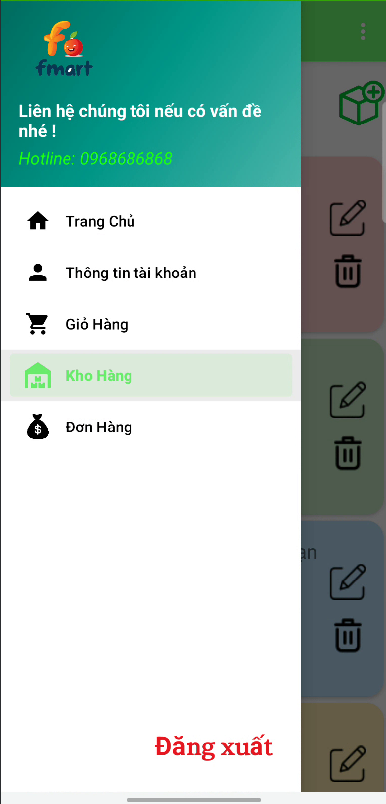 fmart
Liên hệ chúng tôi nếu có vấn đề
nhé !
Hotline: 0968686868
Trang Chủ
Thông tin tài khoản
Giỏ Hàng
Kho Hàng
Đơn Hàng
Đăng xuất